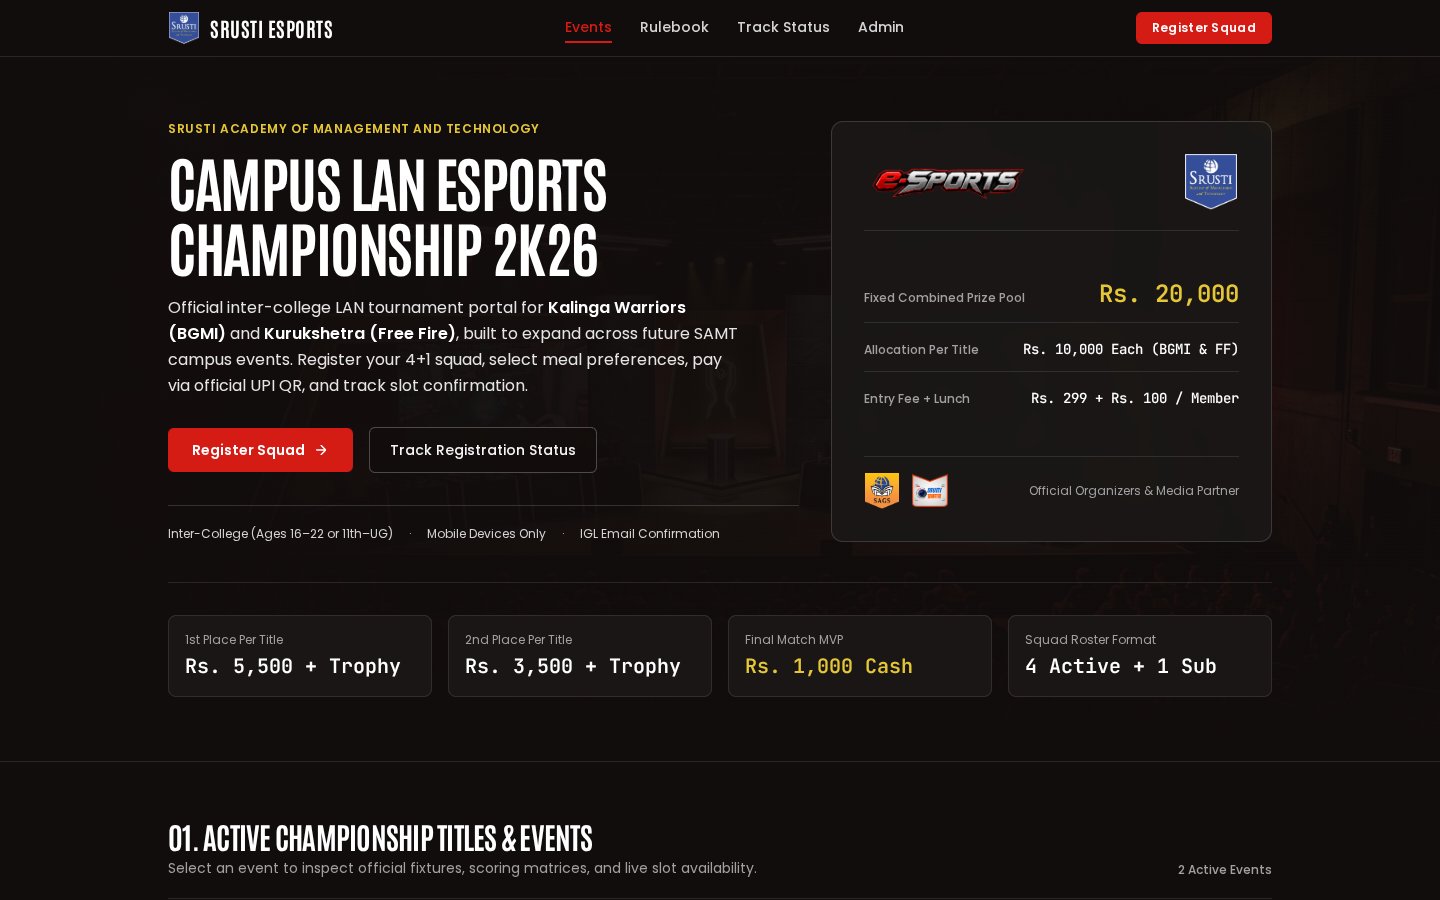 SRUSTI
SRUSTI ESPORTS
Events
Rulebook
Track Status
Admin
Register Squad
SRUSTI ACADEMY OF MANAGEMENT AND TECHNOLOGY
CAMPUS LAN ESPORTS
CHAMPIONSHIP 2K26
Official inter-college LAN tournament portal for Kalinga Warriors
(BGMI) and Kurukshetra (Free Fire), built to expand across future SAMT
campus events. Register your 4+1 squad, select meal preferences, pay
via official UPI QR, and track slot confirmation.
Register Squad →
Track Registration Status
Inter-College (Ages 16–22 or 11th–UG) · Mobile Devices Only · IGL Email Confirmation
e-SPORTS
SRUSTI
Fixed Combined Prize Pool
Rs. 20,000
Allocation Per Title
Rs. 10,000 Each (BGMI & FF)
Entry Fee + Lunch
Rs. 299 + Rs. 100 / Member
SAGS
Official Organizers & Media Partner
1st Place Per Title
Rs. 5,500 + Trophy
2nd Place Per Title
Rs. 3,500 + Trophy
Final Match MVP
Rs. 1,000 Cash
Squad Roster Format
4 Active + 1 Sub
01. ACTIVE CHAMPIONSHIP TITLES & EVENTS
Select an event to inspect official fixtures, scoring matrices, and live slot availability.
2 Active Events